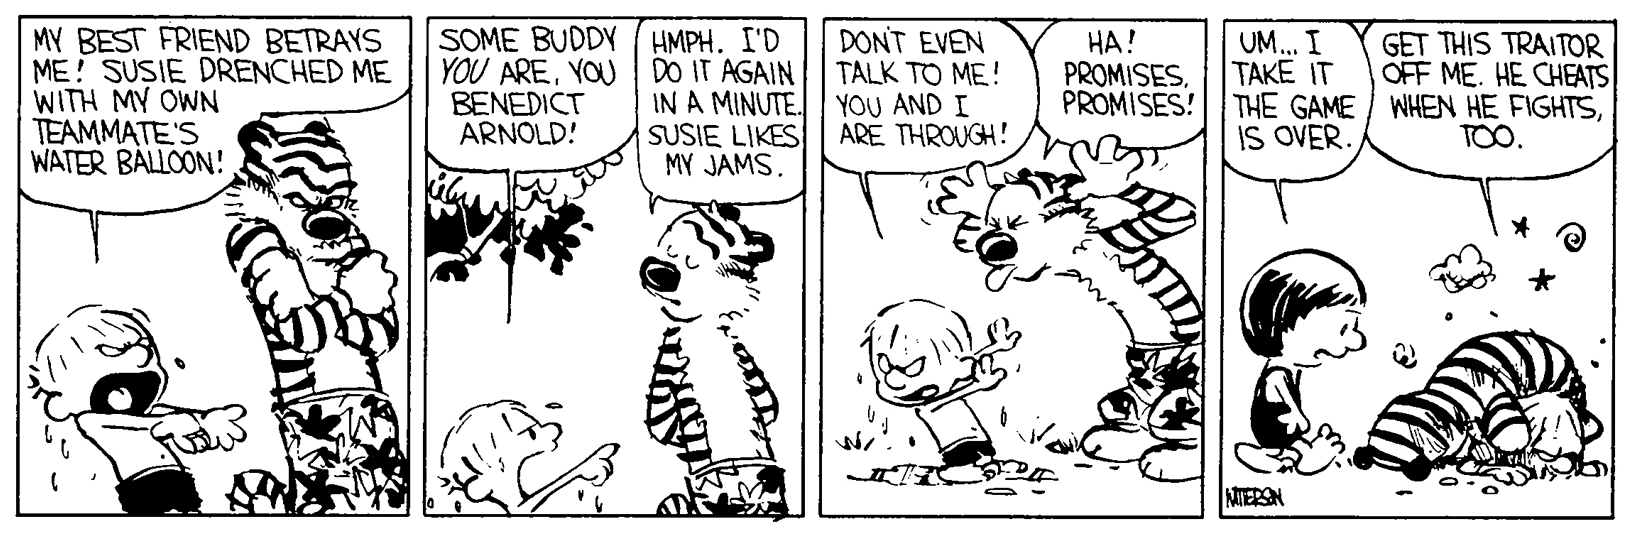 MY BEST FRIEND BETRAYS
ME! SUSIE DRENCHED ME
WITH MY OWN
TEAMMATE'S
WATER BALLOON!
SOME BUDDY
YOU ARE, YOU
BENEDICT
ARNOLD!
HMPH. I'D
DO IT AGAIN
IN A MINUTE.
SUSIE LIKES
MY JAMS.
DON'T EVEN
TALK TO ME!
YOU AND I
ARE THROUGH!
HA!
PROMISES,
PROMISES!
UM... I
TAKE IT
THE GAME
IS OVER.
GET THIS TRAITOR
OFF ME. HE CHEATS
WHEN HE FIGHTS,
TOO.
WATTERSON